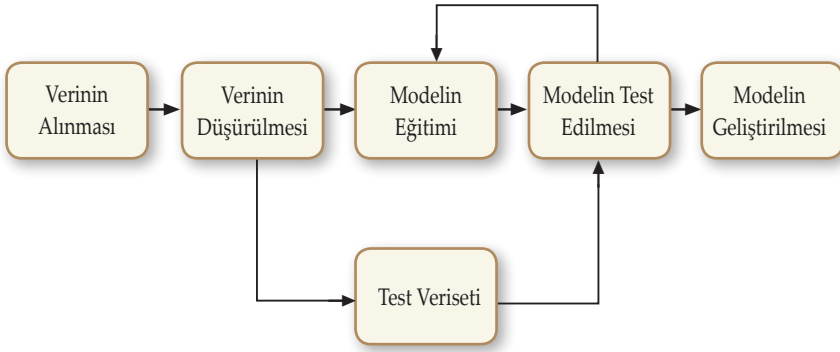 Verinin
Alınması
Verinin
Düşürülmesi
Modelin
Eğitimi
Modelin Test
Edilmesi
Modelin
Geliştirilmesi
Test Veriseti